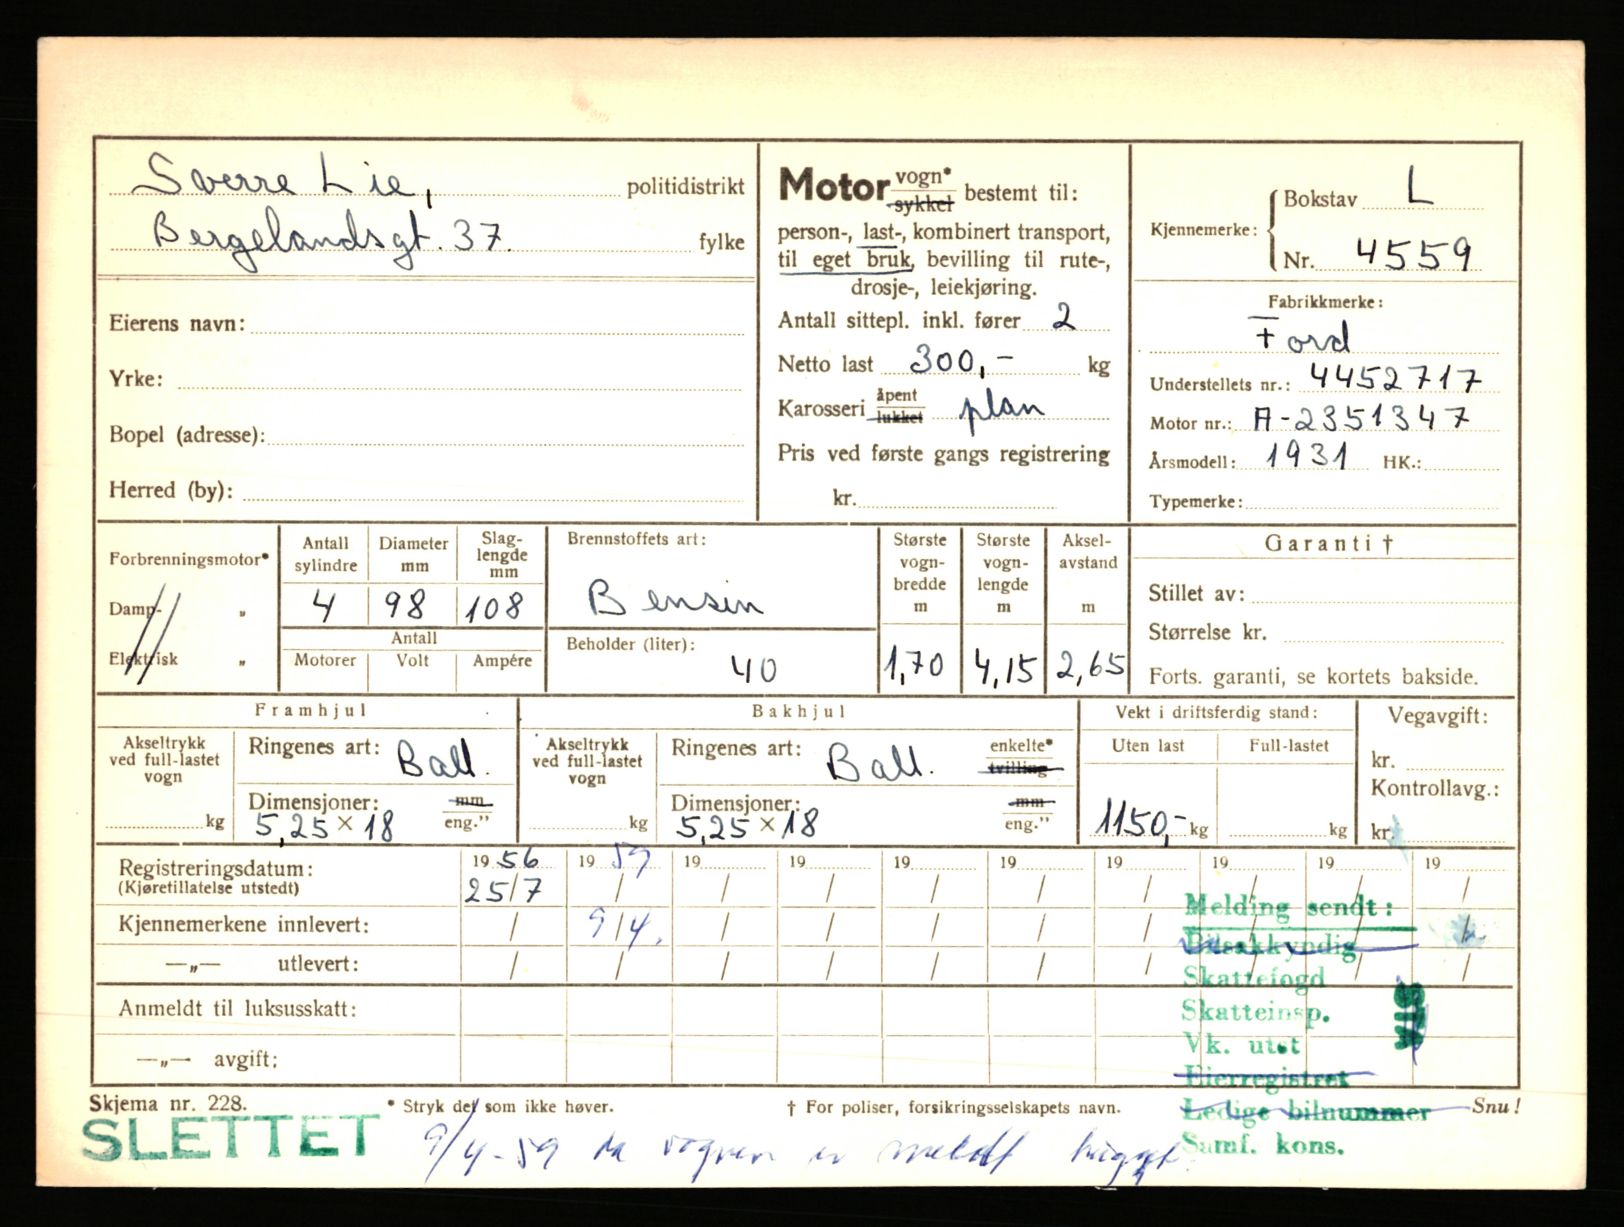 Sverre Lie, politidistrikt
Bergelandsgt. 37. fylke
Eierens navn:
Yrke:
Bopel (adresse):
Herred (by):
Motor vogn* sykkel bestemt til:
person-, last-, kombinert transport,
til eget bruk, bevilling til rute-,
drosje-, leiekjøring.
Antall sittepl. inkl. fører 2
Netto last 300,- kg
Karosseri åpent lukket plan
Pris ved første gangs registrering
kr.
Kjennemerke: Bokstav L
Nr. 4559
Fabrikkmerke:
Ford
Understellets nr.: 4452717
Motor nr.: A-2351347
Årsmodell: 1931 HK.:
Typemerke:
Forbrenningsmotor*
Damp- „
Elektrisk „
Antall sylindre
Diameter mm
Slag-lengde mm
4 98 108
Antall
Motorer Volt Ampére
Brennstoffets art:
Bensin
Beholder (liter):
40
Største vogn-bredde m
1,70
Største vogn-lengde m
4,15
Aksel-avstand m
2,65
Garanti †
Stillet av:
Størrelse kr.
Forts. garanti, se kortets bakside.
Framhjul
Akseltrykk ved full-lastet vogn
kg
Ringenes art: Ball.
Dimensjoner: mm
5,25 × 18 eng.”
Bakhjul
Akseltrykk ved full-lastet vogn
kg
Ringenes art: Ball. enkelte* tvilling
Dimensjoner: mm
5,25 × 18 eng.”
Vekt i driftsferdig stand:
Uten last Full-lastet
1150,- kg kg
Vegavgift:
kr.
Kontrollavg.:
kr.
Registreringsdatum: 19 56 19 59 19 19 19 19 19 19 19 19
(Kjøretillatelse utstedt) 25/7 / / / / / / / / /
Kjennemerkene innlevert: / 9/4. / / / / / / / /
—„— utlevert: / / / / / / / / / /
Anmeldt til luksusskatt:
—„— avgift:
Melding sendt:
Bilsakkyndig
Skattefogd
Skatteinsp.
Vk. utst
Eierregistret
Ledige bilnummer
Samf. kons.
Skjema nr. 228.
* Stryk det som ikke høver.
† For poliser, forsikringsselskapets navn.
Snu!
SLETTET
9/4-59 da vognen er meldt hugget